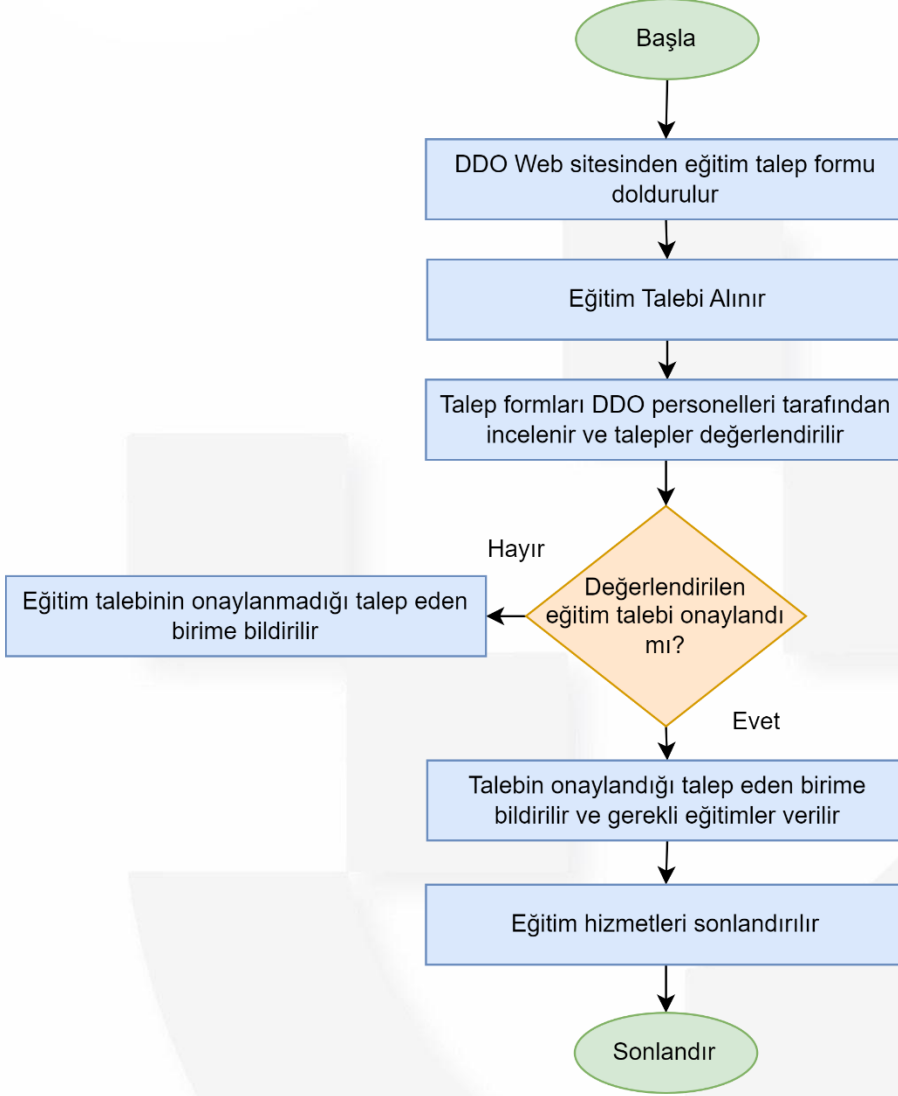 Başla
DDO Web sitesinden eğitim talep formu
doldurulur
Eğitim Talebi Alınır
Talep formları DDO personelleri tarafından
incelenir ve talepler değerlendirilir
Hayır
Değerlendirilen
eğitim talebi onaylandı
mı?
Eğitim talebinin onaylanmadığı talep eden
birime bildirilir
Evet
Talebin onaylandığı talep eden birime
bildirilir ve gerekli eğitimler verilir
Eğitim hizmetleri sonlandırılır
Sonlandır